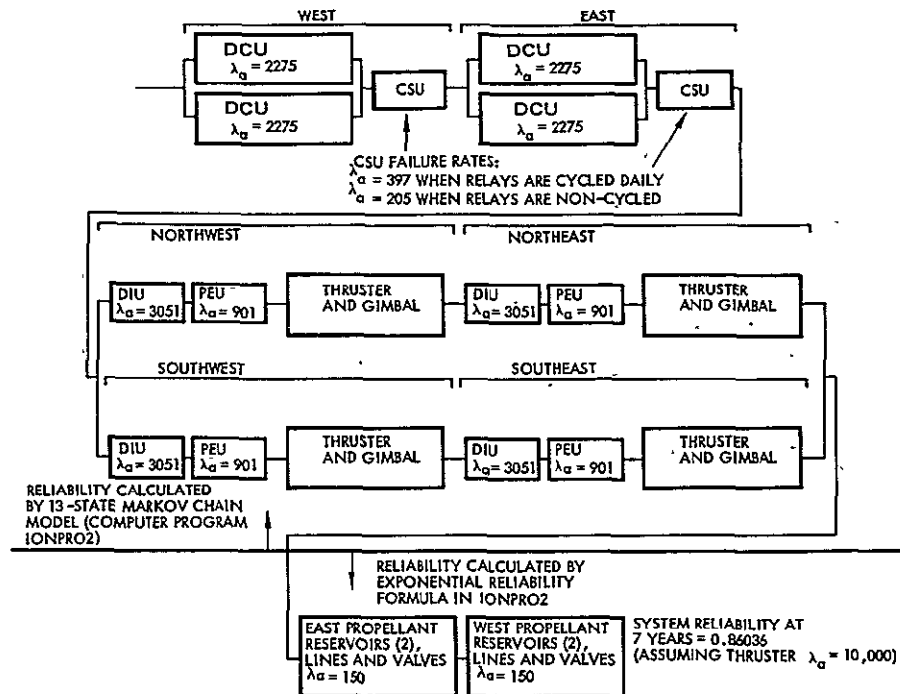 WEST
EAST
DCU
λa = 2275
DCU
λa = 2275
CSU
DCU
λa = 2275
DCU
λa = 2275
CSU
CSU FAILURE RATES:
λa = 397 WHEN RELAYS ARE CYCLED DAILY
λa = 205 WHEN RELAYS ARE NON-CYCLED
NORTHWEST
NORTHEAST
DIU
λa = 3051
PEU
λa = 901
THRUSTER
AND GIMBAL
DIU
λa = 3051
PEU
λa = 901
THRUSTER
AND GIMBAL
SOUTHWEST
SOUTHEAST
DIU
λa = 3051
PEU
λa = 901
THRUSTER
AND GIMBAL
DIU
λa = 3051
PEU
λa = 901
THRUSTER
AND GIMBAL
RELIABILITY CALCULATED
BY 13-STATE MARKOV CHAIN
MODEL (COMPUTER PROGRAM
IONPRO2)
RELIABILITY CALCULATED BY
EXPONENTIAL RELIABILITY
FORMULA IN IONPRO2
EAST PROPELLANT
RESERVOIRS (2),
LINES AND VALVES
λa = 150
WEST PROPELLANT
RESERVOIRS (2),
LINES AND VALVES
λa = 150
SYSTEM RELIABILITY AT
7 YEARS = 0.86036
(ASSUMING THRUSTER λa = 10,000)